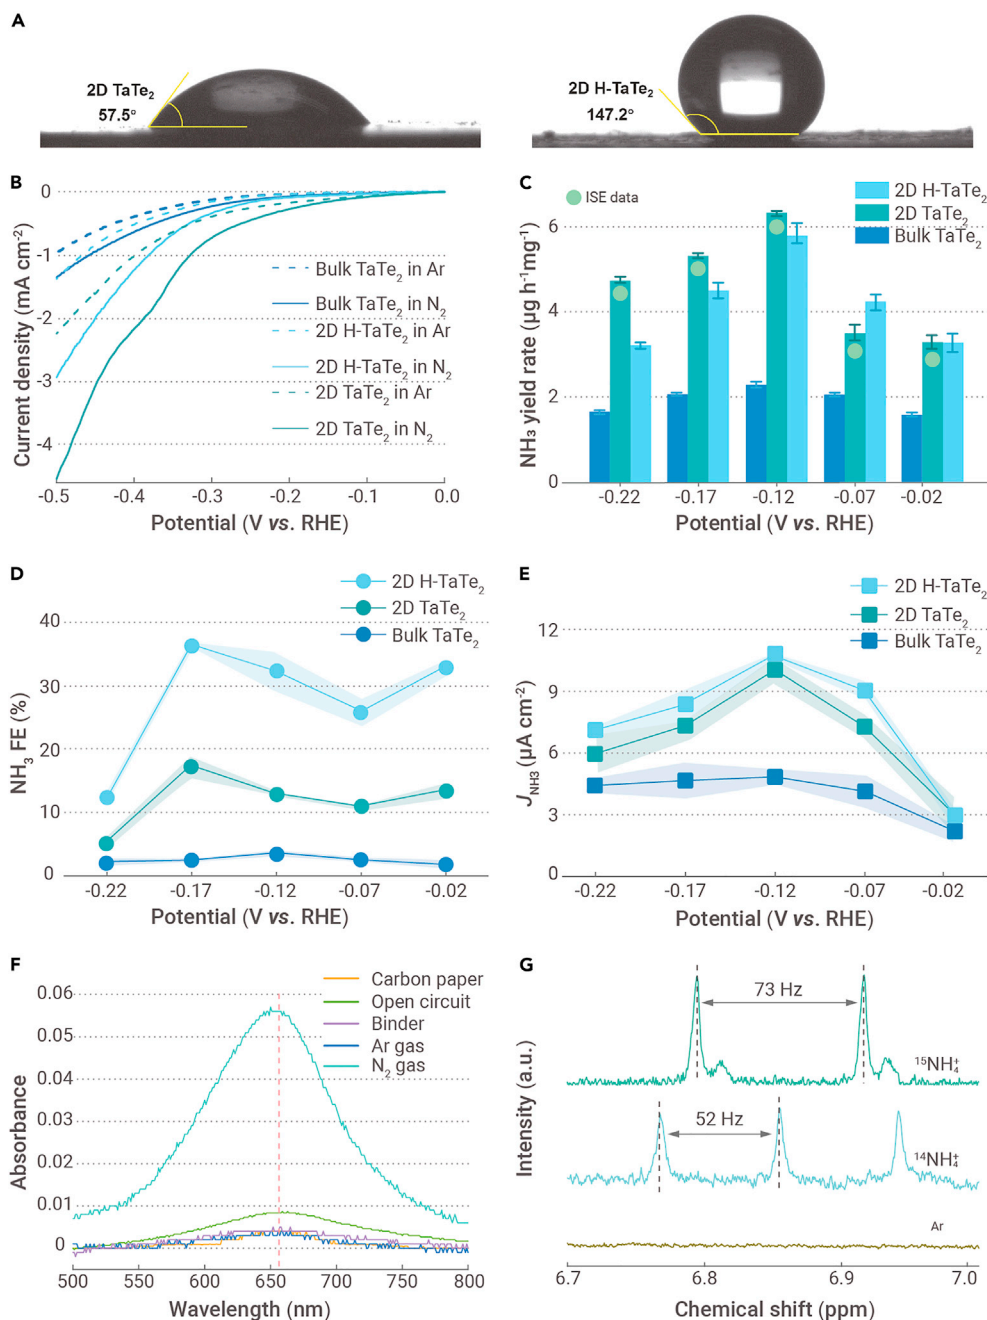 A
2D TaTe₂
57.5°
2D H-TaTe₂
147.2°
B
Current density (mA cm⁻²)
0
-1
-2
-3
-4
Bulk TaTe₂ in Ar
Bulk TaTe₂ in N₂
2D H-TaTe₂ in Ar
2D H-TaTe₂ in N₂
2D TaTe₂ in Ar
2D TaTe₂ in N₂
-0.5 -0.4 -0.3 -0.2 -0.1 0.0
Potential (V vs. RHE)
C
NH₃ yield rate (µg h⁻¹mg⁻¹)
ISE data
2D H-TaTe₂
2D TaTe₂
Bulk TaTe₂
6
4
2
0
-0.22 -0.17 -0.12 -0.07 -0.02
Potential (V vs. RHE)
D
NH₃ FE (%)
2D H-TaTe₂
2D TaTe₂
Bulk TaTe₂
40
30
20
10
0
-0.22 -0.17 -0.12 -0.07 -0.02
Potential (V vs. RHE)
E
J NH3 (µA cm⁻²)
2D H-TaTe₂
2D TaTe₂
Bulk TaTe₂
12
9
6
3
0
-0.22 -0.17 -0.12 -0.07 -0.02
Potential (V vs. RHE)
F
Absorbance
Carbon paper
Open circuit
Binder
Ar gas
N₂ gas
0.06
0.05
0.04
0.03
0.02
0.01
0
500 550 600 650 700 750 800
Wavelength (nm)
G
Intensity (a.u.)
73 Hz
¹⁵NH₄⁺
52 Hz
¹⁴NH₄⁺
Ar
6.7 6.8 6.9 7.0
Chemical shift (ppm)